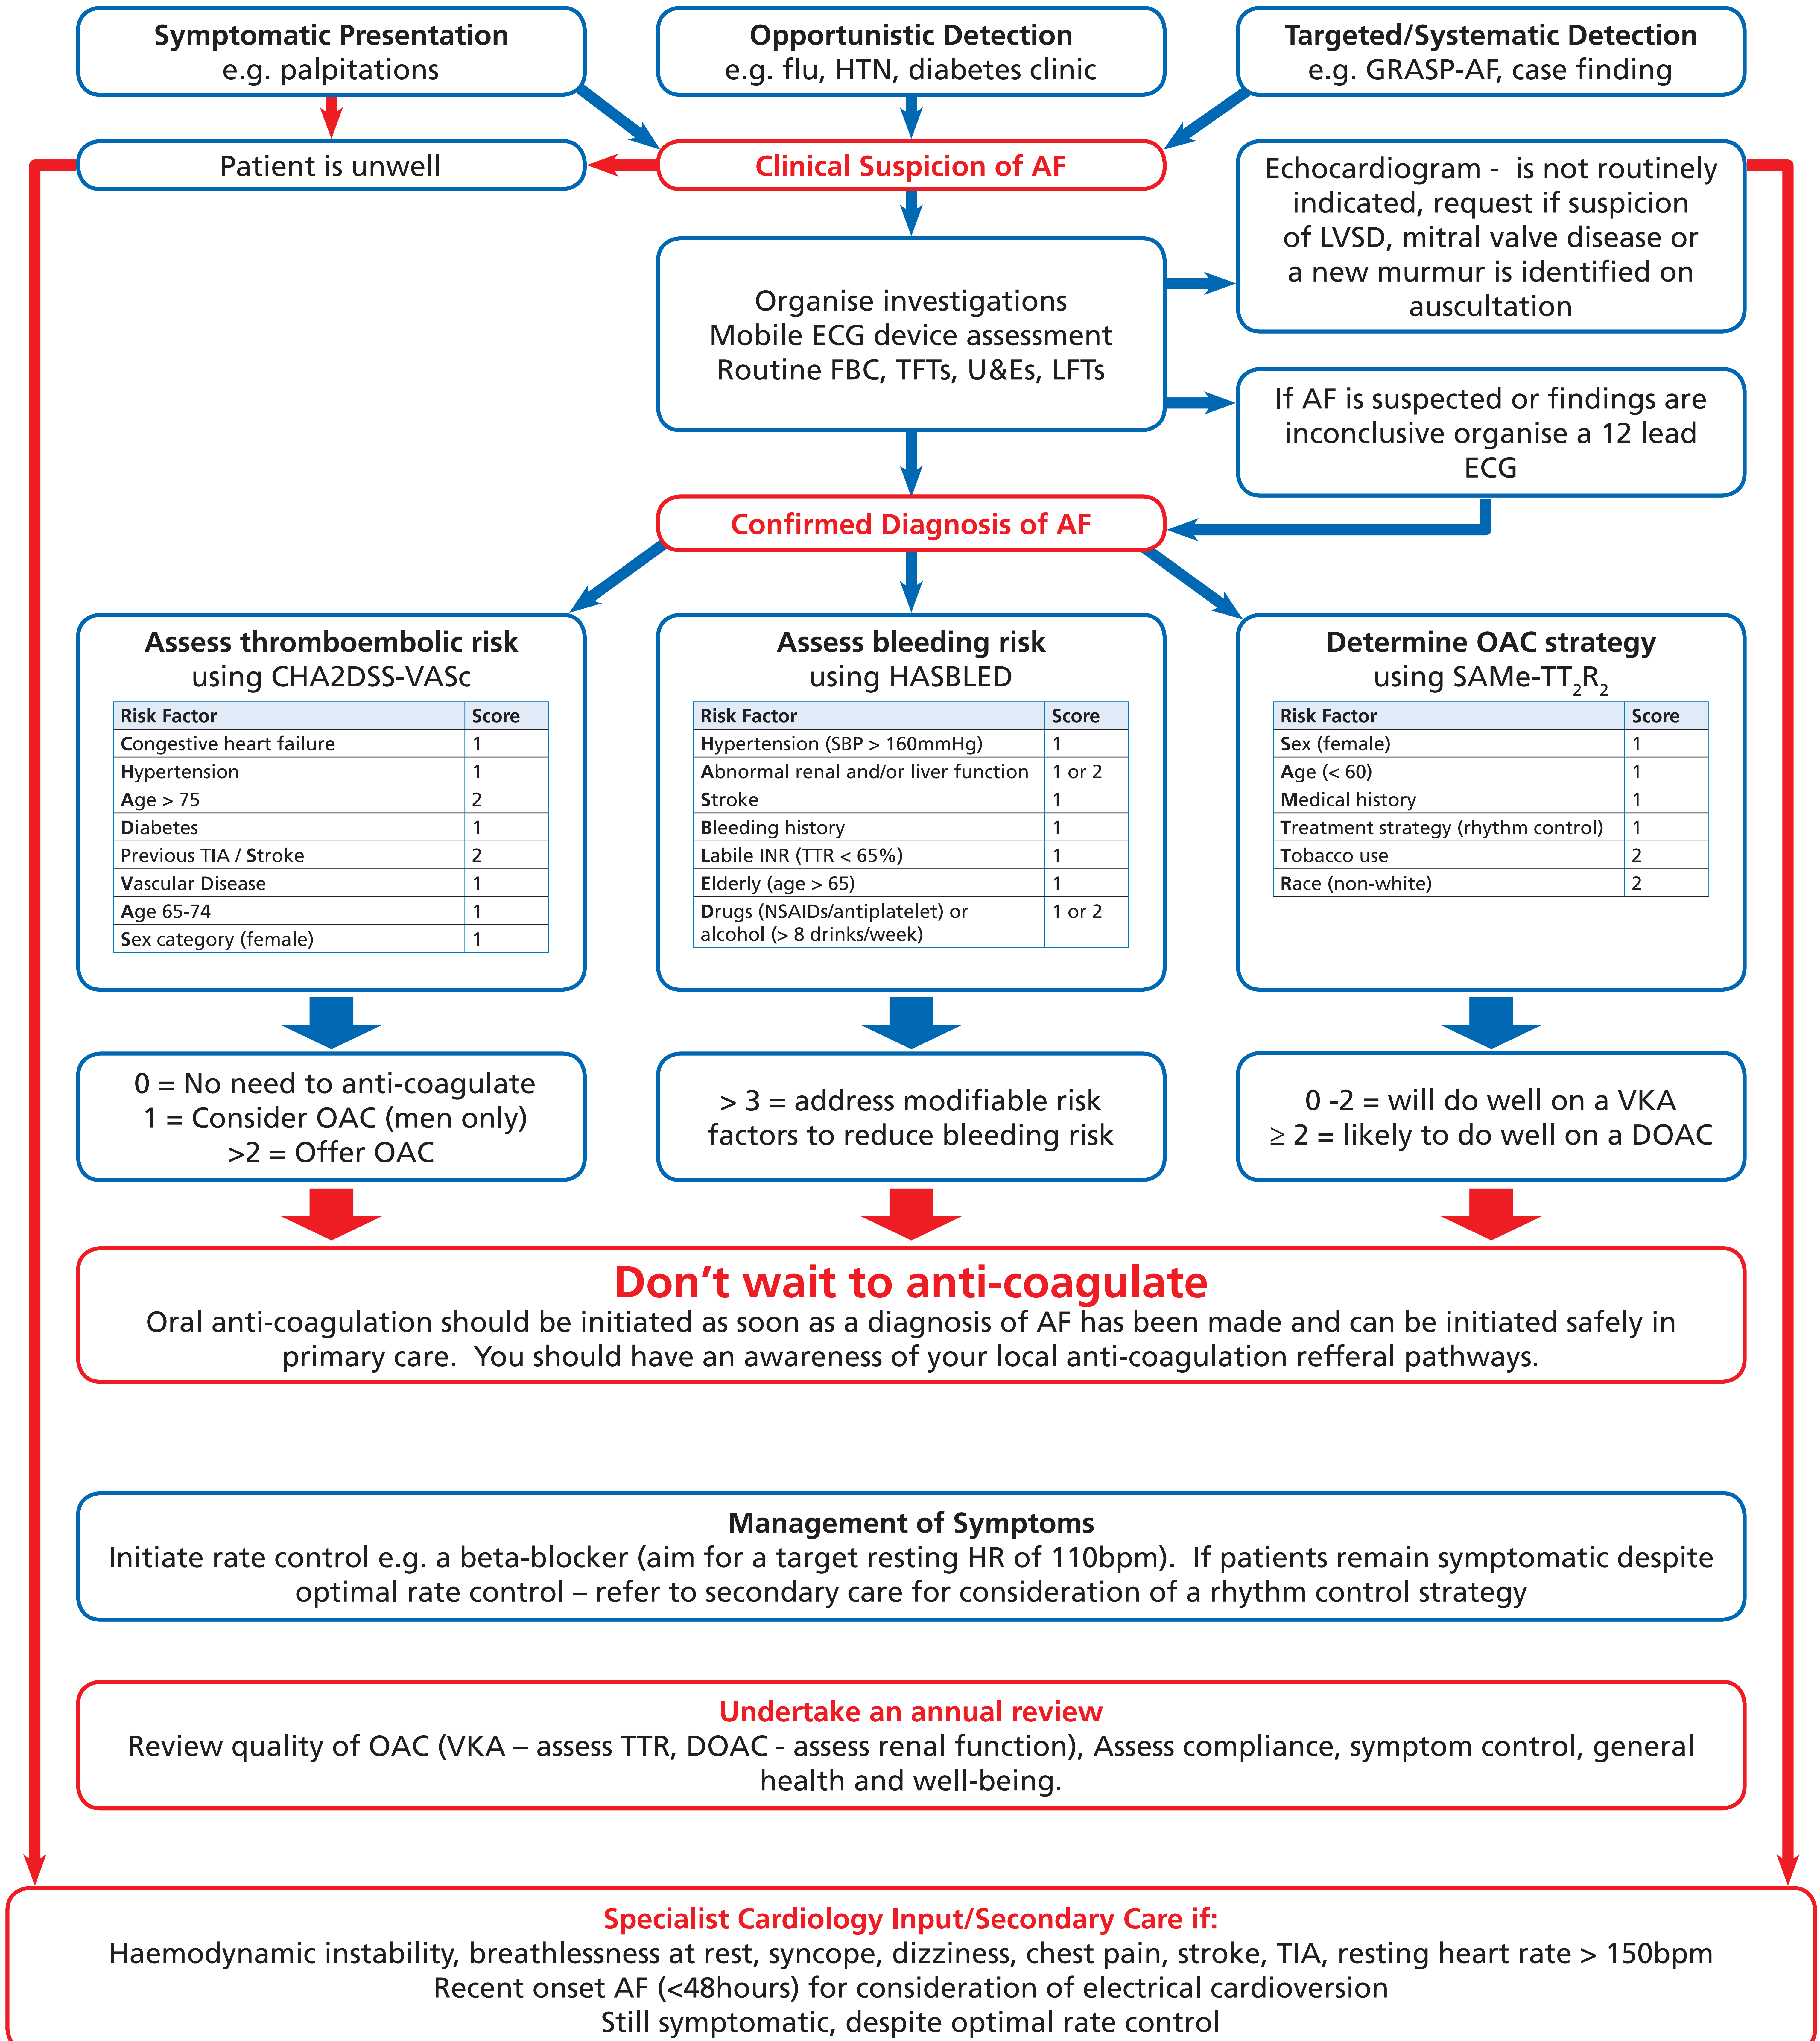 Symptomatic Presentation
e.g. palpitations
Opportunistic Detection
e.g. flu, HTN, diabetes clinic
Targeted/Systematic Detection
e.g. GRASP-AF, case finding
Patient is unwell
Clinical Suspicion of AF
Echocardiogram - is not routinely
indicated, request if suspicion
of LVSD, mitral valve disease or
a new murmur is identified on
auscultation
Organise investigations
Mobile ECG device assessment
Routine FBC, TFTs, U&Es, LFTs
If AF is suspected or findings are
inconclusive organise a 12 lead
ECG
Confirmed Diagnosis of AF
Assess thromboembolic risk
using CHA2DSS-VASc
Risk Factor Score
Congestive heart failure 1
Hypertension 1
Age > 75 2
Diabetes 1
Previous TIA / Stroke 2
Vascular Disease 1
Age 65-74 1
Sex category (female) 1
Assess bleeding risk
using HASBLED
Risk Factor Score
Hypertension (SBP > 160mmHg) 1
Abnormal renal and/or liver function 1 or 2
Stroke 1
Bleeding history 1
Labile INR (TTR < 65%) 1
Elderly (age > 65) 1
Drugs (NSAIDs/antiplatelet) or 1 or 2
alcohol (> 8 drinks/week)
Determine OAC strategy
using SAMe-TT2R2
Risk Factor Score
Sex (female) 1
Age (< 60) 1
Medical history 1
Treatment strategy (rhythm control) 1
Tobacco use 2
Race (non-white) 2
0 = No need to anti-coagulate
1 = Consider OAC (men only)
>2 = Offer OAC
> 3 = address modifiable risk
factors to reduce bleeding risk
0 -2 = will do well on a VKA
≥ 2 = likely to do well on a DOAC
Don't wait to anti-coagulate
Oral anti-coagulation should be initiated as soon as a diagnosis of AF has been made and can be initiated safely in
primary care. You should have an awareness of your local anti-coagulation refferal pathways.
Management of Symptoms
Initiate rate control e.g. a beta-blocker (aim for a target resting HR of 110bpm). If patients remain symptomatic despite
optimal rate control – refer to secondary care for consideration of a rhythm control strategy
Undertake an annual review
Review quality of OAC (VKA – assess TTR, DOAC - assess renal function), Assess compliance, symptom control, general
health and well-being.
Specialist Cardiology Input/Secondary Care if:
Haemodynamic instability, breathlessness at rest, syncope, dizziness, chest pain, stroke, TIA, resting heart rate > 150bpm
Recent onset AF (<48hours) for consideration of electrical cardioversion
Still symptomatic, despite optimal rate control